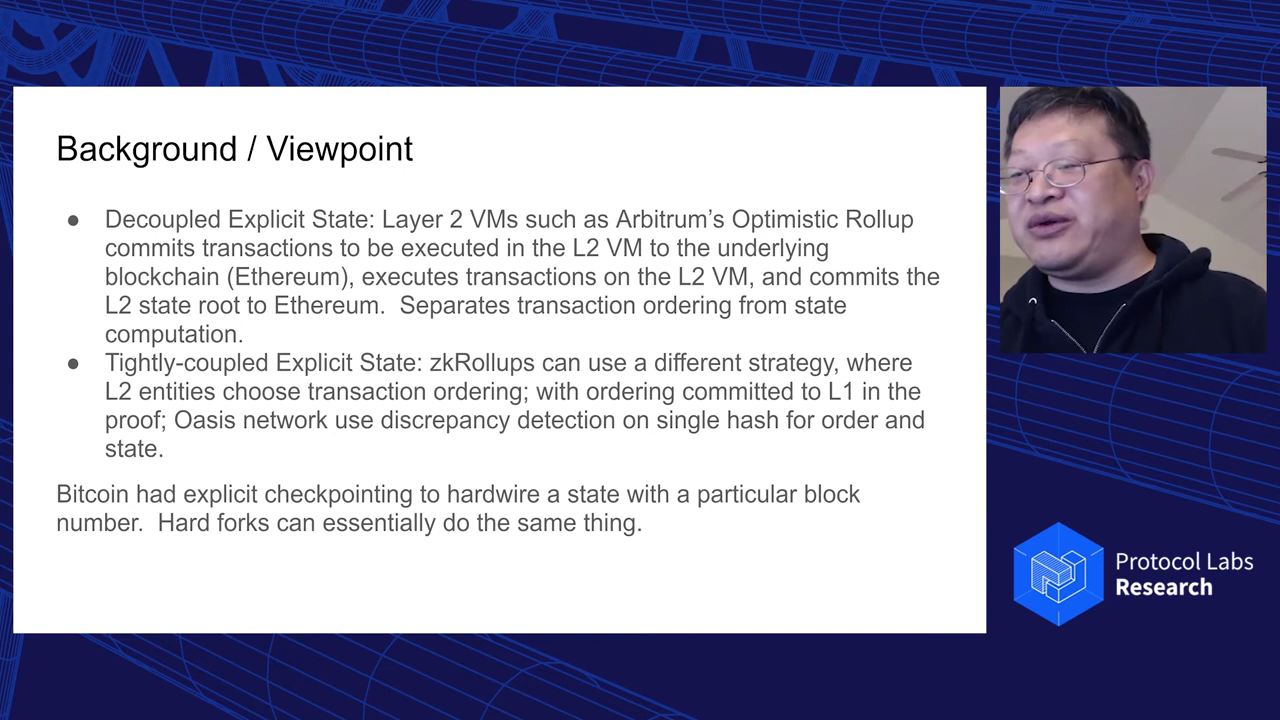 Background / Viewpoint
● Decoupled Explicit State: Layer 2 VMs such as Arbitrum’s Optimistic Rollup
commits transactions to be executed in the L2 VM to the underlying
blockchain (Ethereum), executes transactions on the L2 VM, and commits the
L2 state root to Ethereum.  Separates transaction ordering from state
computation.
● Tightly-coupled Explicit State: zkRollups can use a different strategy, where
L2 entities choose transaction ordering; with ordering committed to L1 in the
proof; Oasis network use discrepancy detection on single hash for order and
state.
Bitcoin had explicit checkpointing to hardwire a state with a particular block
number.  Hard forks can essentially do the same thing.
Protocol Labs
Research